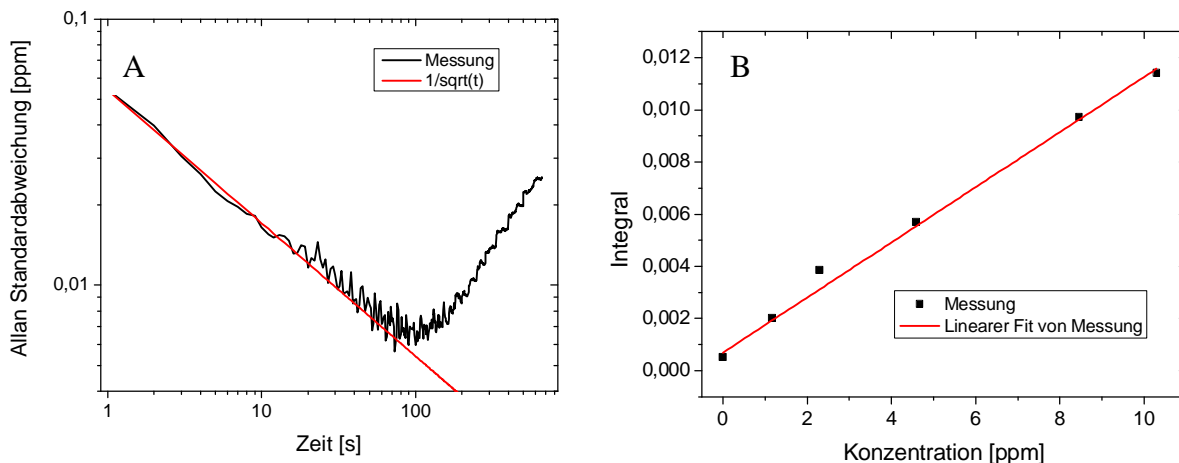 A
Messung
1/sqrt(t)
0,1
0,01
Allan Standardabweichung [ppm]
1 10 100
Zeit [s]
B
0,012
0,010
0,008
0,006
0,004
0,002
0,000
Integral
Messung
Linearer Fit von Messung
0 2 4 6 8 10
Konzentration [ppm]